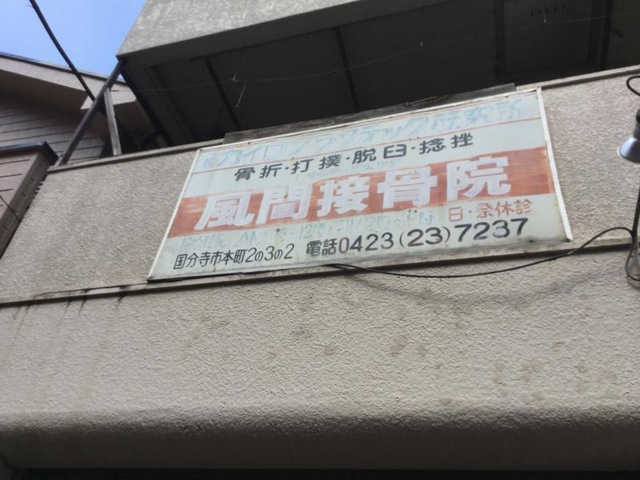 カイロプラクテック研究所
骨折・打撲・脱臼・捻挫
風間接骨院
日・祭休診
国分寺市本町2の3の2 電話0423(23)7237